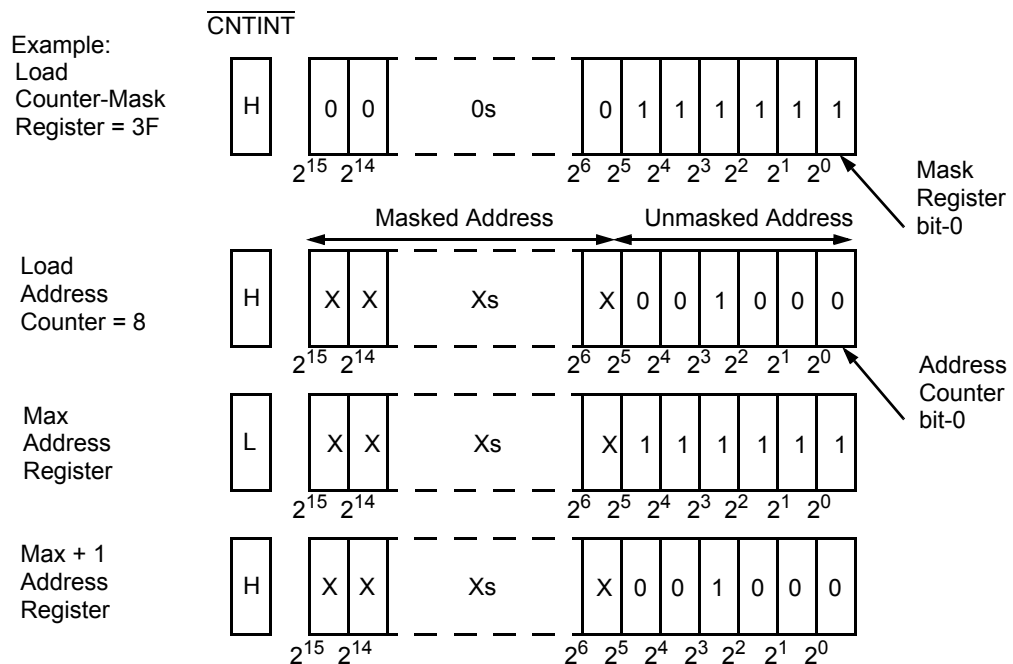 CNTINT
Example:
Load
Counter-Mask
Register = 3F
H 0 0 0s 0 1 1 1 1 1 1
2^15 2^14 2^6 2^5 2^4 2^3 2^2 2^1 2^0
Mask
Register
bit-0
Masked Address Unmasked Address
Load
Address
Counter = 8
H X X Xs X 0 0 1 0 0 0
2^15 2^14 2^6 2^5 2^4 2^3 2^2 2^1 2^0
Address
Counter
bit-0
Max
Address
Register
L X X Xs X 1 1 1 1 1 1
2^15 2^14 2^6 2^5 2^4 2^3 2^2 2^1 2^0
Max + 1
Address
Register
H X X Xs X 0 0 1 0 0 0
2^15 2^14 2^6 2^5 2^4 2^3 2^2 2^1 2^0